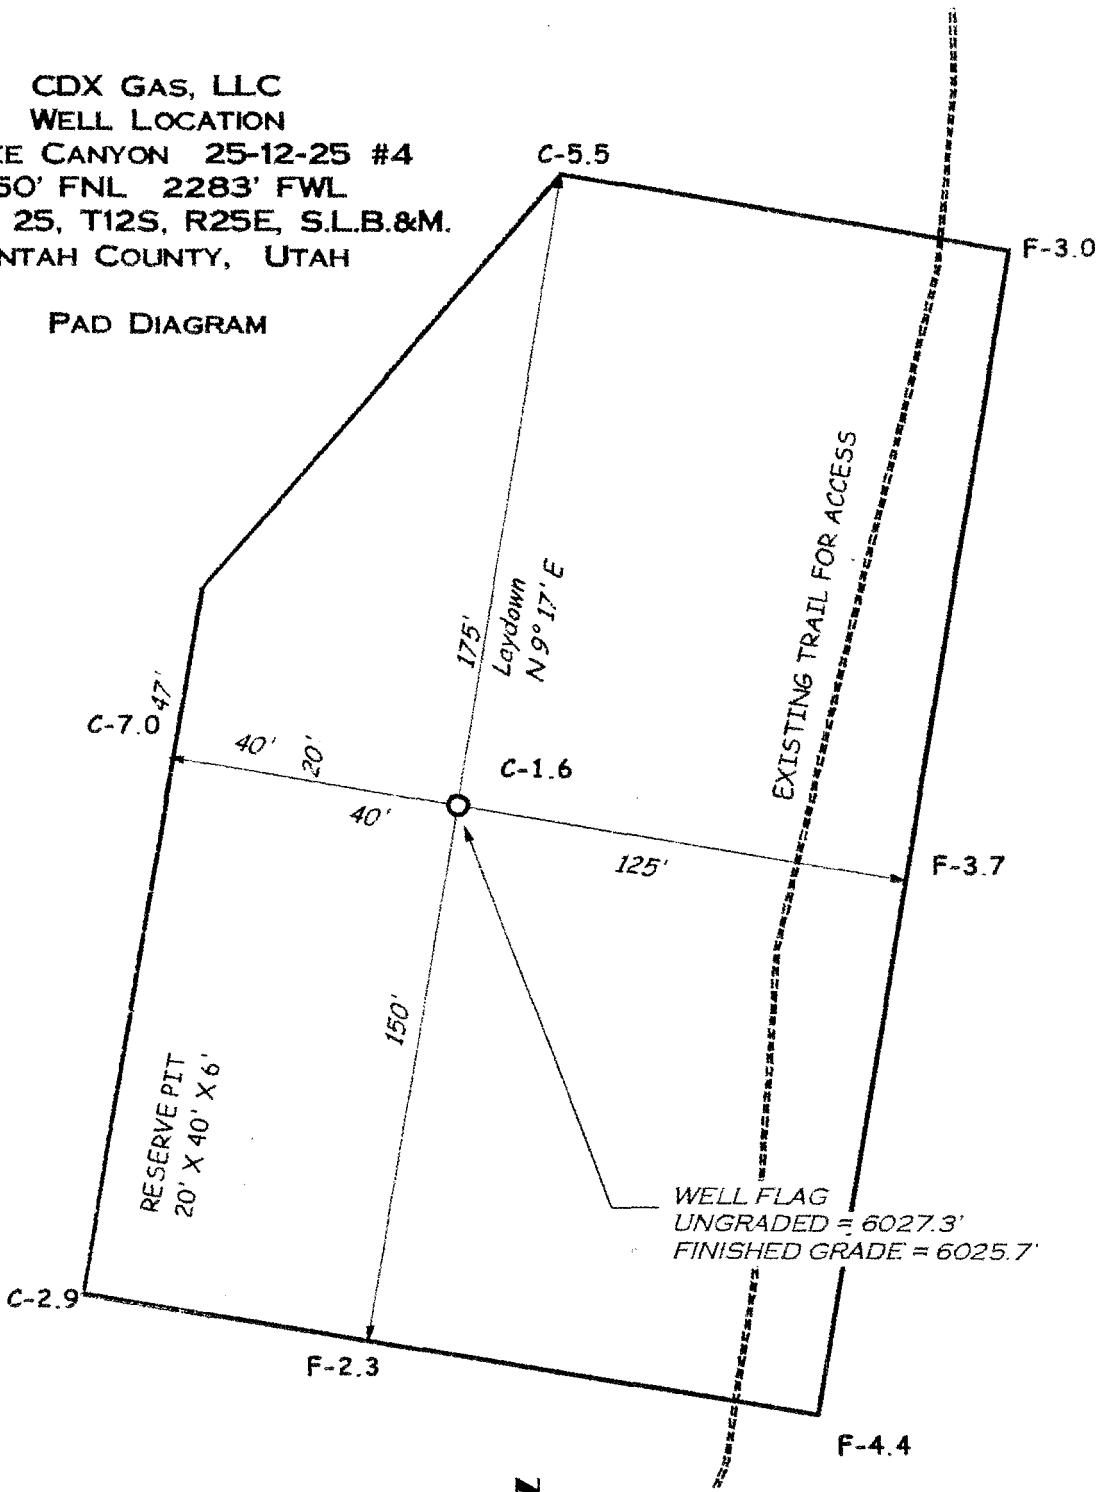 CDX GAS, LLC
WELL LOCATION
CANYON 25-12-25 #4
FNL 2283' FWL
25, T12S, R25E, S.L.B.&M.
COUNTY, UTAH
PAD DIAGRAM
C-5.5
F-3.0
EXISTING TRAIL FOR ACCESS
175'
Laydown
N 9° 17' E
47'
C-7.0
40'
20'
C-1.6
40'
125'
F-3.7
150'
RESERVE PIT
20' X 40' X 6'
WELL FLAG
UNGRADED = 6027.3'
FINISHED GRADE = 6025.7'
C-2.9
F-2.3
F-4.4